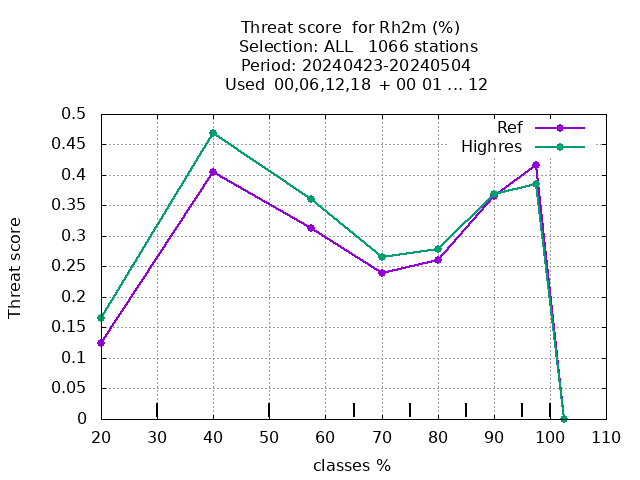 Threat score  for Rh2m (%)
Selection: ALL   1066 stations
Period: 20240423-20240504
Used  00,06,12,18 + 00 01 ... 12
Ref
Highres
0.5
0.45
0.4
0.35
0.3
0.25
0.2
0.15
0.1
0.05
0
Threat score
20 30 40 50 60 70 80 90 100 110
classes %